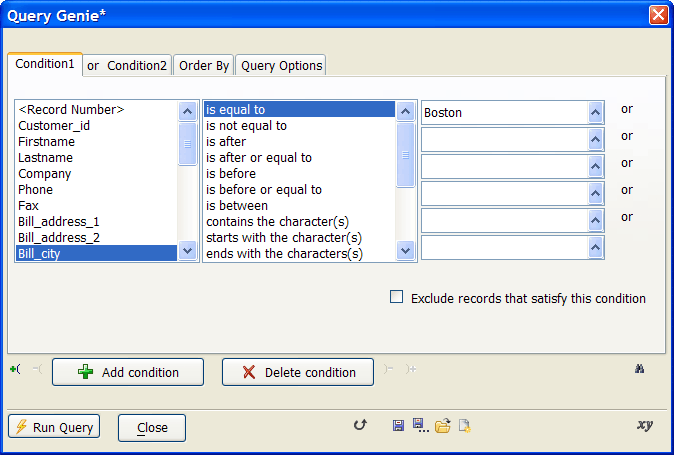 Query Genie*
Condition1
or Condition2
Order By
Query Options
<Record Number>
Customer_id
Firstname
Lastname
Company
Phone
Fax
Bill_address_1
Bill_address_2
Bill_city
is equal to
is not equal to
is after
is after or equal to
is before
is before or equal to
is between
contains the character(s)
starts with the character(s)
ends with the characters(s)
Boston
or
or
or
or
or
Exclude records that satisfy this condition
+(
-(
Add condition
Delete condition
)-
)+
Run Query
Close
xy